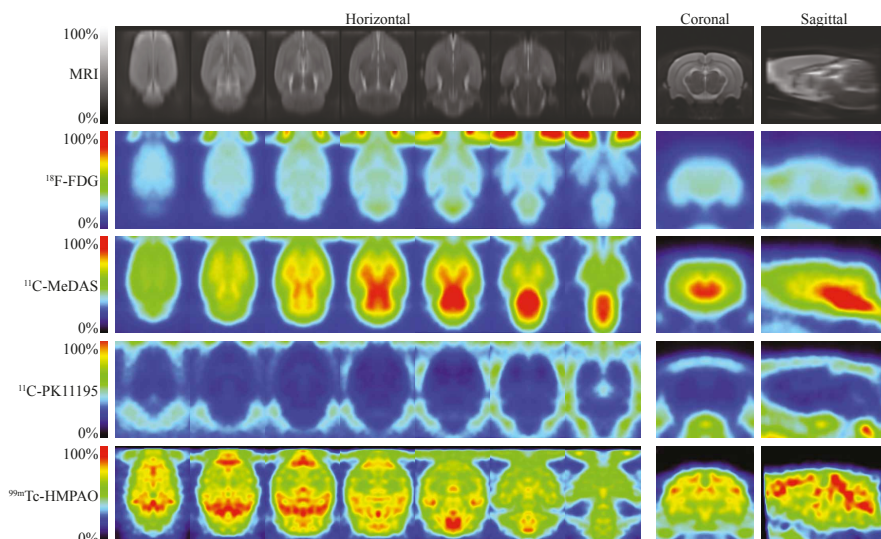 Horizontal Coronal Sagittal
100%
MRI
0%
100%
¹⁸F-FDG
0%
100%
¹¹C-MeDAS
0%
100%
¹¹C-PK11195
0%
100%
⁹⁹ᵐTc-HMPAO
0%